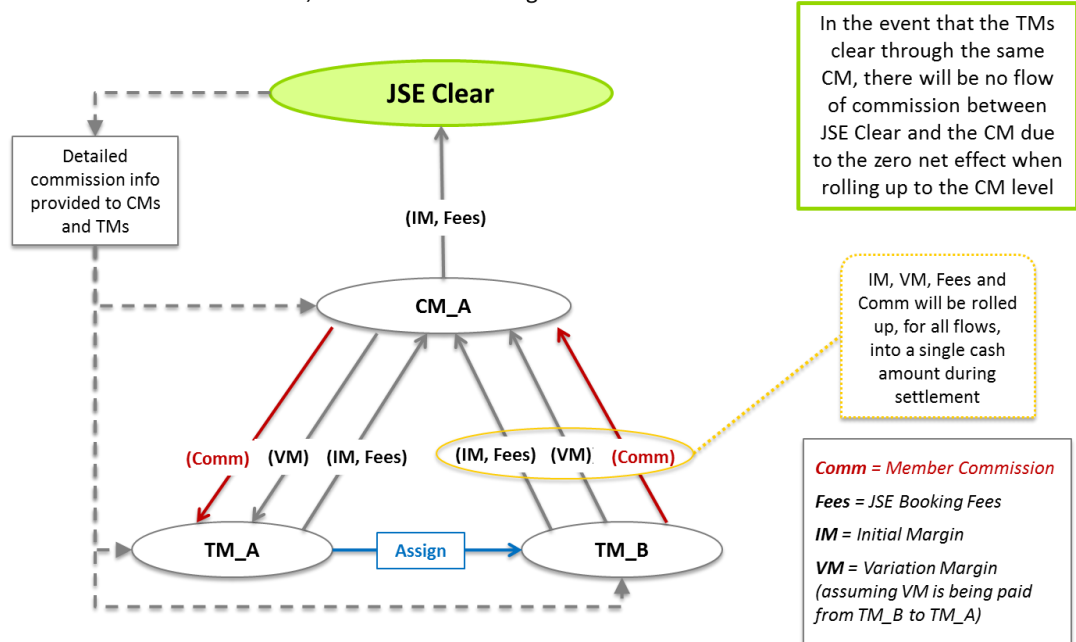 JSE Clear
In the event that the TMs
clear through the same
CM, there will be no flow
of commission between
JSE Clear and the CM due
to the zero net effect when
rolling up to the CM level
Detailed
commission info
provided to CMs
and TMs
(IM, Fees)
CM_A
IM, VM, Fees and
Comm will be rolled
up, for all flows,
into a single cash
amount during
settlement
(Comm) (VM) (IM, Fees) (IM, Fees) (VM) (Comm)
TM_A Assign TM_B
Comm = Member Commission
Fees = JSE Booking Fees
IM = Initial Margin
VM = Variation Margin
(assuming VM is being paid
from TM_B to TM_A)